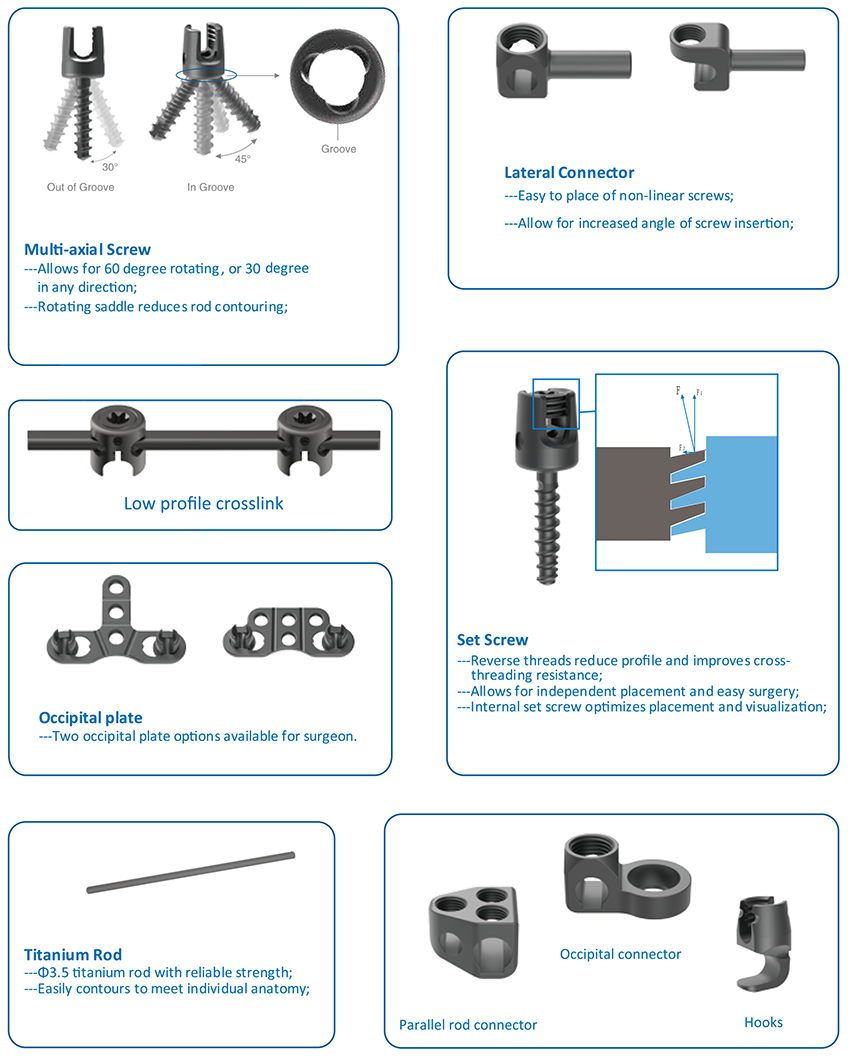 30°
45°
Groove
Out of Groove
In Groove
Multi-axial Screw
---Allows for 60 degree rotating, or 30 degree
in any direction;
---Rotating saddle reduces rod contouring;
Lateral Connector
---Easy to place of non-linear screws;
---Allow for increased angle of screw insertion;
Low profile crosslink
F
F1
F2
Set Screw
---Reverse threads reduce profile and improves cross-
threading resistance;
---Allows for independent placement and easy surgery;
---Internal set screw optimizes placement and visualization;
Occipital plate
---Two occipital plate options available for surgeon.
Titanium Rod
---Φ3.5 titanium rod with reliable strength;
---Easily contours to meet individual anatomy;
Occipital connector
Parallel rod connector
Hooks